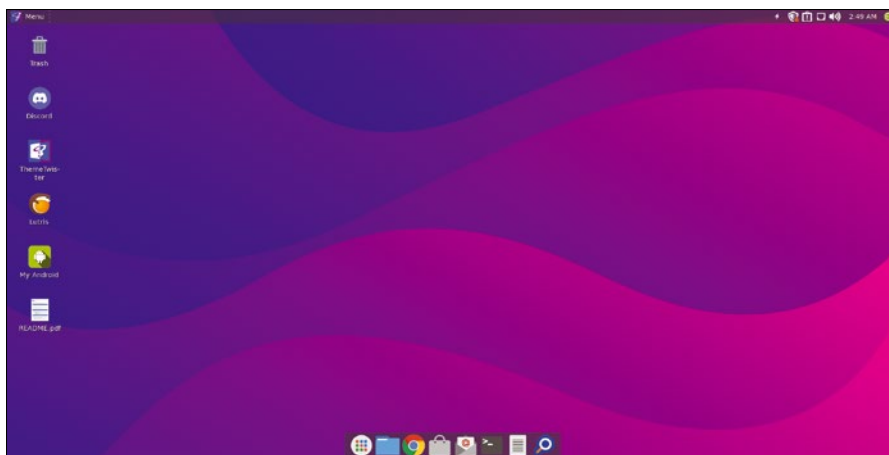 Menu
2:49 AM
Trash
Discord
ThemeTwis-
ter
Lutris
My Android
README.pdf